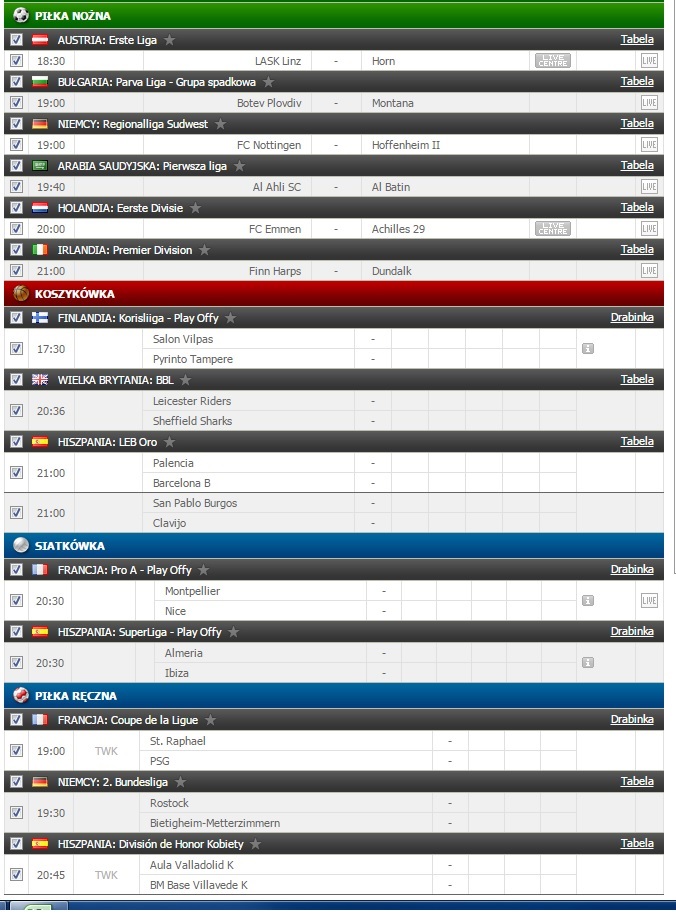 PIŁKA NOŻNA
AUSTRIA: Erste Liga Tabela
18:30 LASK Linz - Horn LIVE CENTRE LIVE
BUŁGARIA: Parva Liga - Grupa spadkowa Tabela
19:00 Botev Plovdiv - Montana LIVE
NIEMCY: Regionalliga Sudwest Tabela
19:00 FC Nottingen - Hoffenheim II LIVE
ARABIA SAUDYJSKA: Pierwsza liga Tabela
19:40 Al Ahli SC - Al Batin LIVE
HOLANDIA: Eerste Divisie Tabela
20:00 FC Emmen - Achilles 29 LIVE CENTRE LIVE
IRLANDIA: Premier Division Tabela
21:00 Finn Harps - Dundalk LIVE
KOSZYKÓWKA
FINLANDIA: Korisliiga - Play Offy Drabinka
17:30
Salon Vilpas -
Pyrinto Tampere -
WIELKA BRYTANIA: BBL Tabela
20:36
Leicester Riders -
Sheffield Sharks -
HISZPANIA: LEB Oro Tabela
21:00
Palencia -
Barcelona B -
21:00
San Pablo Burgos -
Clavijo -
SIATKÓWKA
FRANCJA: Pro A - Play Offy Drabinka
20:30 LIVE
Montpellier -
Nice -
HISZPANIA: SuperLiga - Play Offy Drabinka
20:30
Almeria -
Ibiza -
PIŁKA RĘCZNA
FRANCJA: Coupe de la Ligue Drabinka
19:00 TWK
St. Raphael -
PSG -
NIEMCY: 2. Bundesliga Tabela
19:30
Rostock -
Bietigheim-Metterzimmern -
HISZPANIA: División de Honor Kobiety Tabela
20:45 TWK
Aula Valladolid K -
BM Base Villavede K -